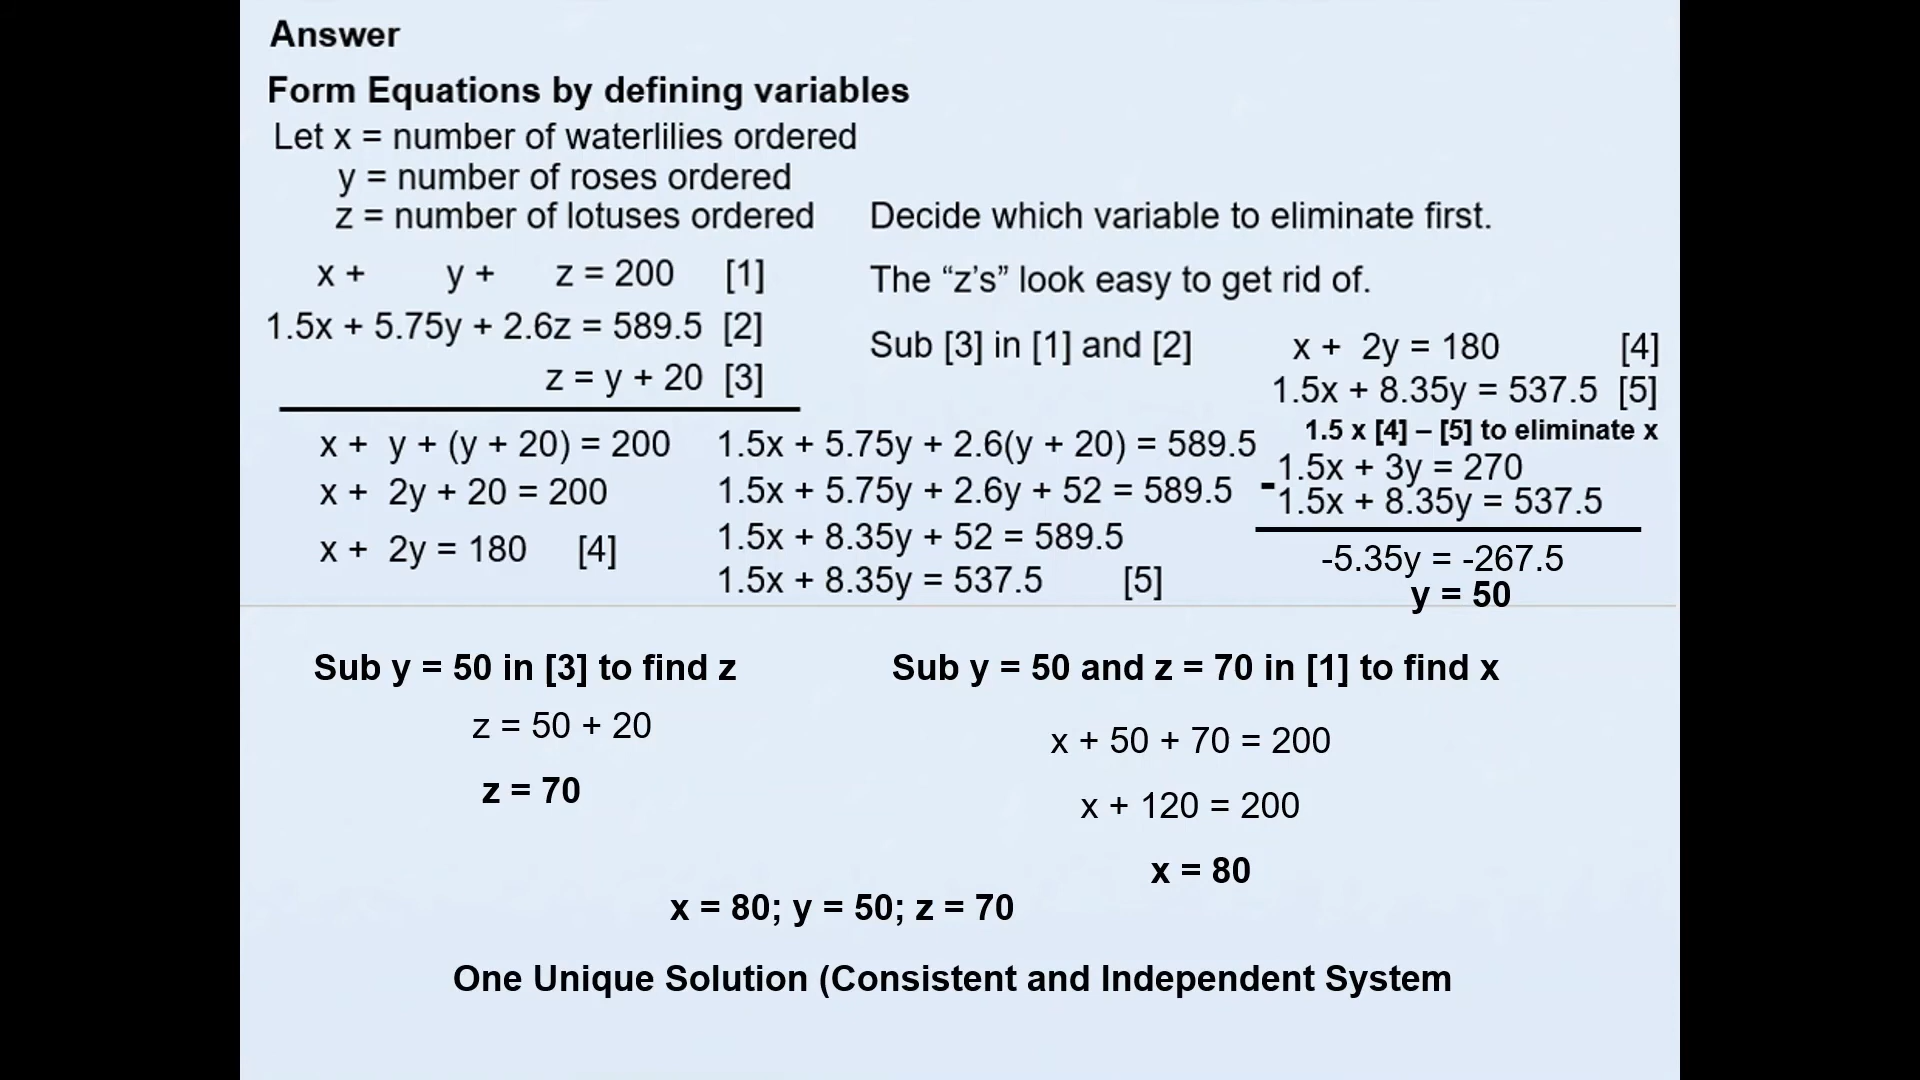 Answer
Form Equations by defining variables
Let x = number of waterlilies ordered
y = number of roses ordered
z = number of lotuses ordered
x + y + z = 200 [1]
1.5x + 5.75y + 2.6z = 589.5 [2]
z = y + 20 [3]
Decide which variable to eliminate first.
The “z’s” look easy to get rid of.
Sub [3] in [1] and [2]
x + y + (y + 20) = 200
x + 2y + 20 = 200
x + 2y = 180 [4]
1.5x + 5.75y + 2.6(y + 20) = 589.5
1.5x + 5.75y + 2.6y + 52 = 589.5
1.5x + 8.35y + 52 = 589.5
1.5x + 8.35y = 537.5 [5]
x + 2y = 180 [4]
1.5x + 8.35y = 537.5 [5]
1.5 x [4] – [5] to eliminate x
1.5x + 3y = 270
-
1.5x + 8.35y = 537.5
-5.35y = -267.5
y = 50
Sub y = 50 in [3] to find z
z = 50 + 20
z = 70
Sub y = 50 and z = 70 in [1] to find x
x + 50 + 70 = 200
x + 120 = 200
x = 80
x = 80; y = 50; z = 70
One Unique Solution (Consistent and Independent System